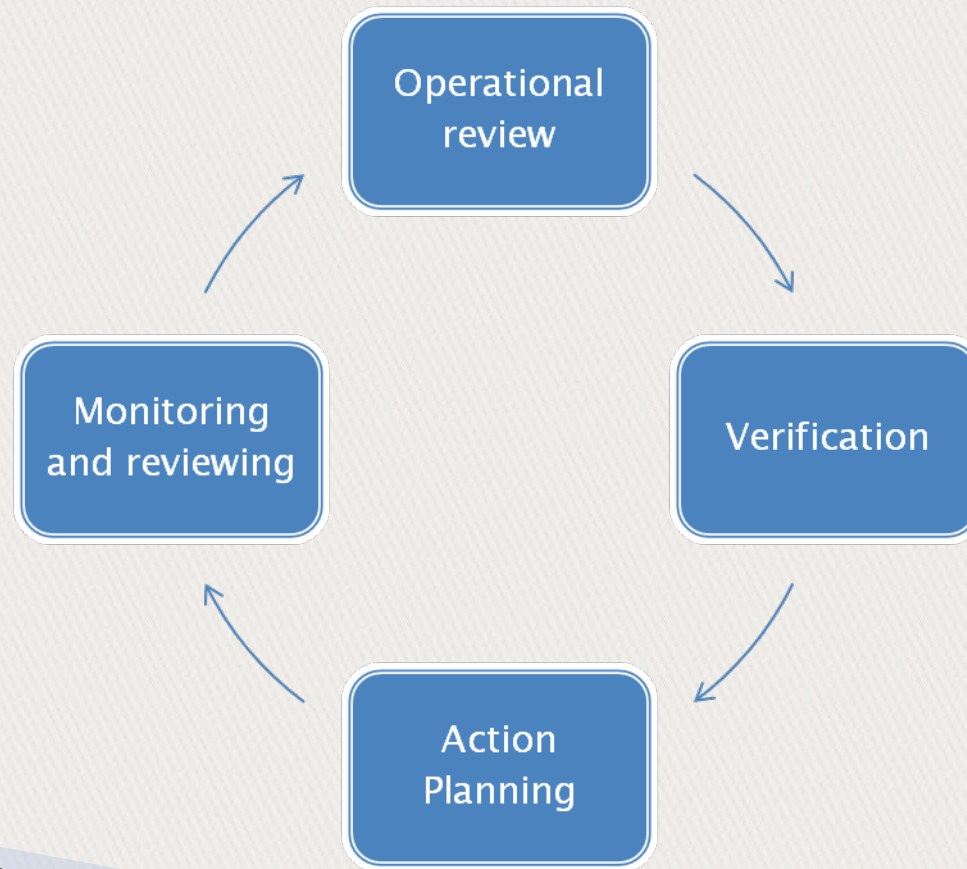 Operational
review
Verification
Action
Planning
Monitoring
and reviewing